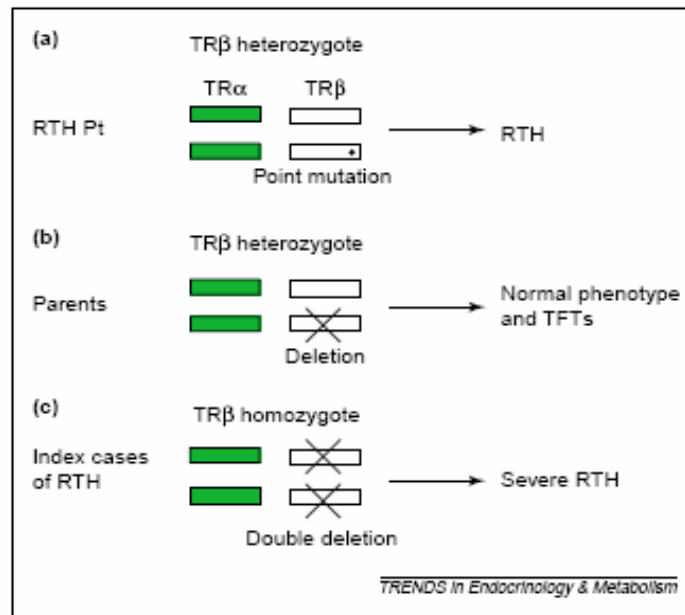 (a)
TRβ heterozygote
TRα TRβ
RTH Pt
RTH
Point mutation
(b)
TRβ heterozygote
Parents
Normal phenotype
and TFTs
Deletion
(c)
TRβ homozygote
Index cases
of RTH
Severe RTH
Double deletion
TRENDS in Endocrinology & Metabolism